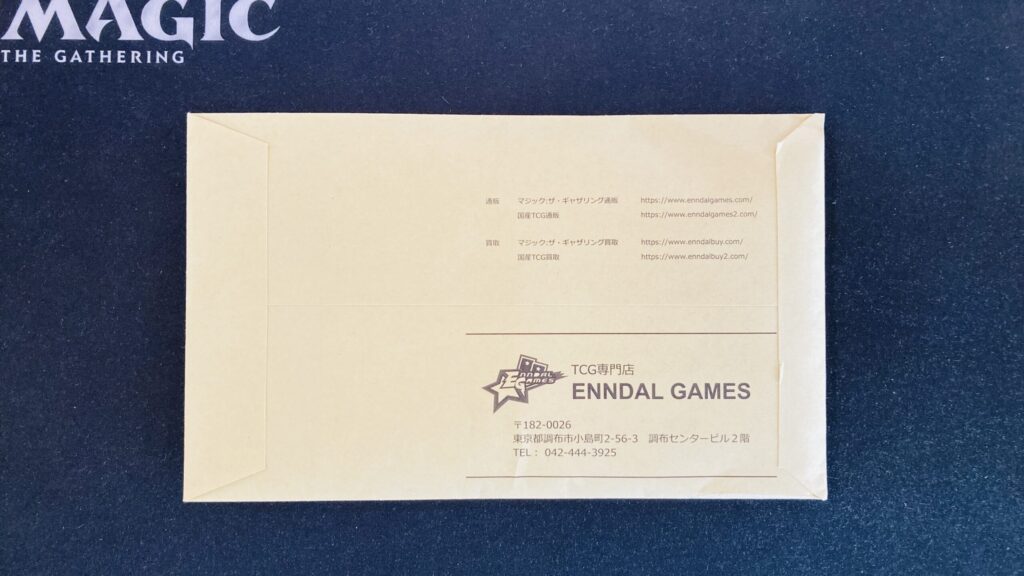 MAGIC
THE GATHERING
通販 マジック:ザ・ギャザリング通販 https://www.enndalgames.com/
国産TCG通販 https://www.enndalgames2.com/
買取 マジック:ザ・ギャザリング買取 https://www.enndalbuy.com/
国産TCG買取 https://www.enndalbuy2.com/
ENNDAL
GAMES
TCG専門店
ENNDAL GAMES
〒182-0026
東京都調布市小島町2-56-3 調布センタービル２階
TEL： 042-444-3925